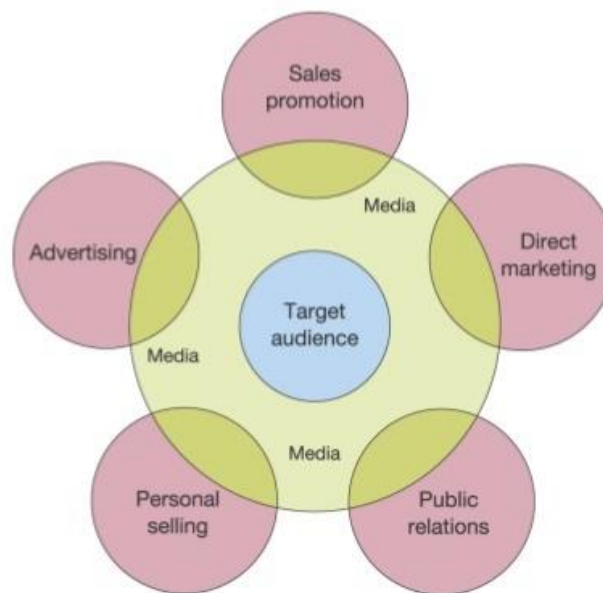 Sales
promotion
Media
Advertising
Direct
marketing
Target
audience
Media
Media
Personal
selling
Public
relations